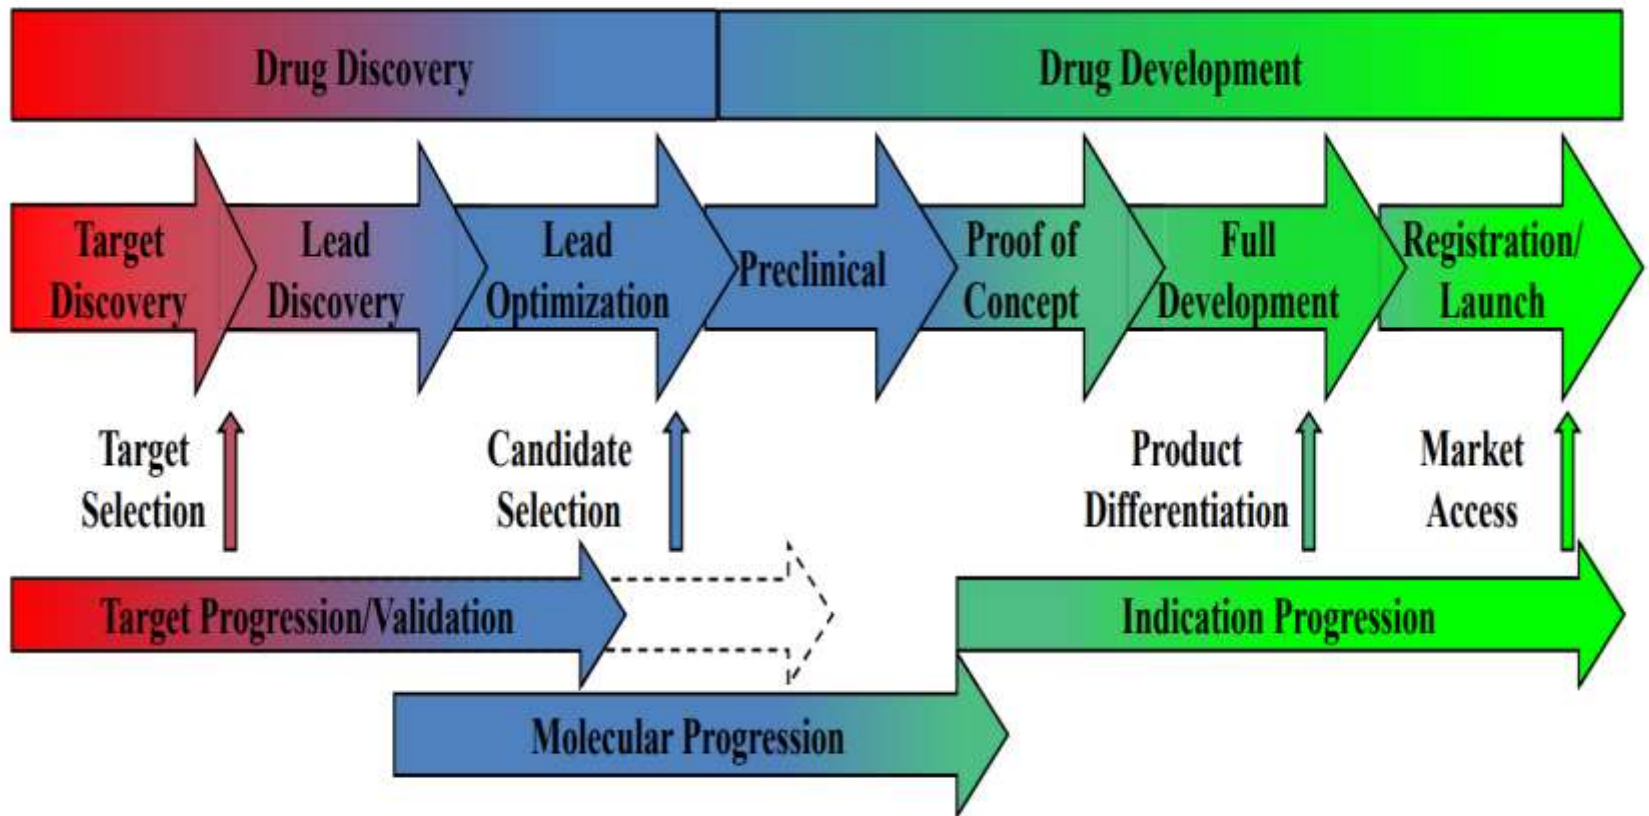 Drug Discovery
Drug Development
Target
Discovery
Lead
Discovery
Lead
Optimization
Preclinical
Proof of
Concept
Full
Development
Registration/
Launch
Target
Selection
Candidate
Selection
Product
Differentiation
Market
Access
Target Progression/Validation
Indication Progression
Molecular Progression